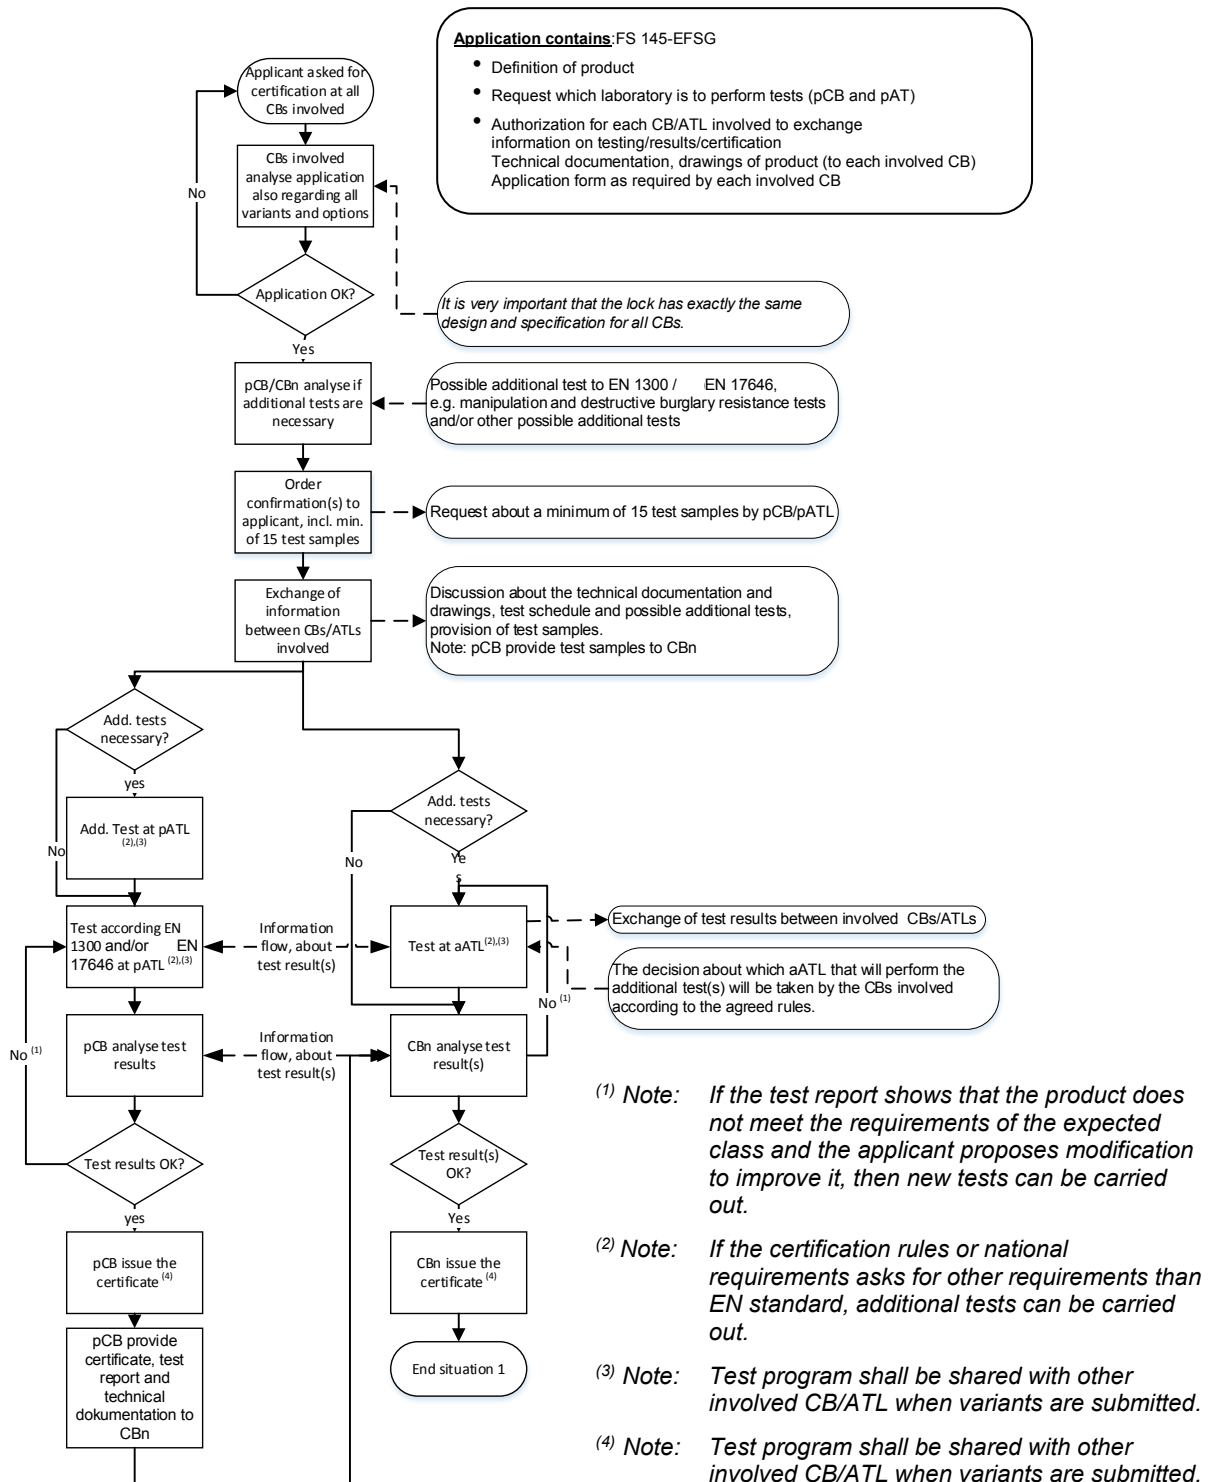 Application contains:FS 145-EFSG
• Definition of product
• Request which laboratory is to perform tests (pCB and pAT)
• Authorization for each CB/ATL involved to exchange
information on testing/results/certification
Technical documentation, drawings of product (to each involved CB)
Application form as required by each involved CB
Applicant asked for
certification at all
CBs involved
CBs involved
analyse application
also regarding all
variants and options
No
Application OK?
It is very important that the lock has exactly the same
design and specification for all CBs.
Yes
pCB/CBn analyse if
additional tests are
necessary
Possible additional test to EN 1300 / EN 17646,
e.g. manipulation and destructive burglary resistance tests
and/or other possible additional tests
Order
confirmation(s) to
applicant, incl. min.
of 15 test samples
Request about a minimum of 15 test samples by pCB/pATL
Exchange of
information
between CBs/ATLs
involved
Discussion about the technical documentation and
drawings, test schedule and possible additional tests,
provision of test samples.
Note: pCB provide test samples to CBn
Add. tests
necessary?
yes
Add. Test at pATL
(2),(3)
No
Add. tests
necessary?
No
Ye
s
Test according EN
1300 and/or EN
17646 at pATL (2),(3)
Information
flow, about
test result(s)
Test at aATL(2),(3)
Exchange of test results between involved CBs/ATLs
The decision about which aATL that will perform the
additional test(s) will be taken by the CBs involved
according to the agreed rules.
No (1)
No (1)
pCB analyse test
results
Information
flow, about
test result(s)
CBn analyse test
result(s)
Test results OK?
Test result(s)
OK?
yes
Yes
pCB issue the
certificate (4)
CBn issue the
certificate (4)
pCB provide
certificate, test
report and
technical
dokumentation to
CBn
End situation 1
(1) Note: If the test report shows that the product does
not meet the requirements of the expected
class and the applicant proposes modification
to improve it, then new tests can be carried
out.
(2) Note: If the certification rules or national
requirements asks for other requirements than
EN standard, additional tests can be carried
out.
(3) Note: Test program shall be shared with other
involved CB/ATL when variants are submitted.
(4) Note: Test program shall be shared with other
involved CB/ATL when variants are submitted.